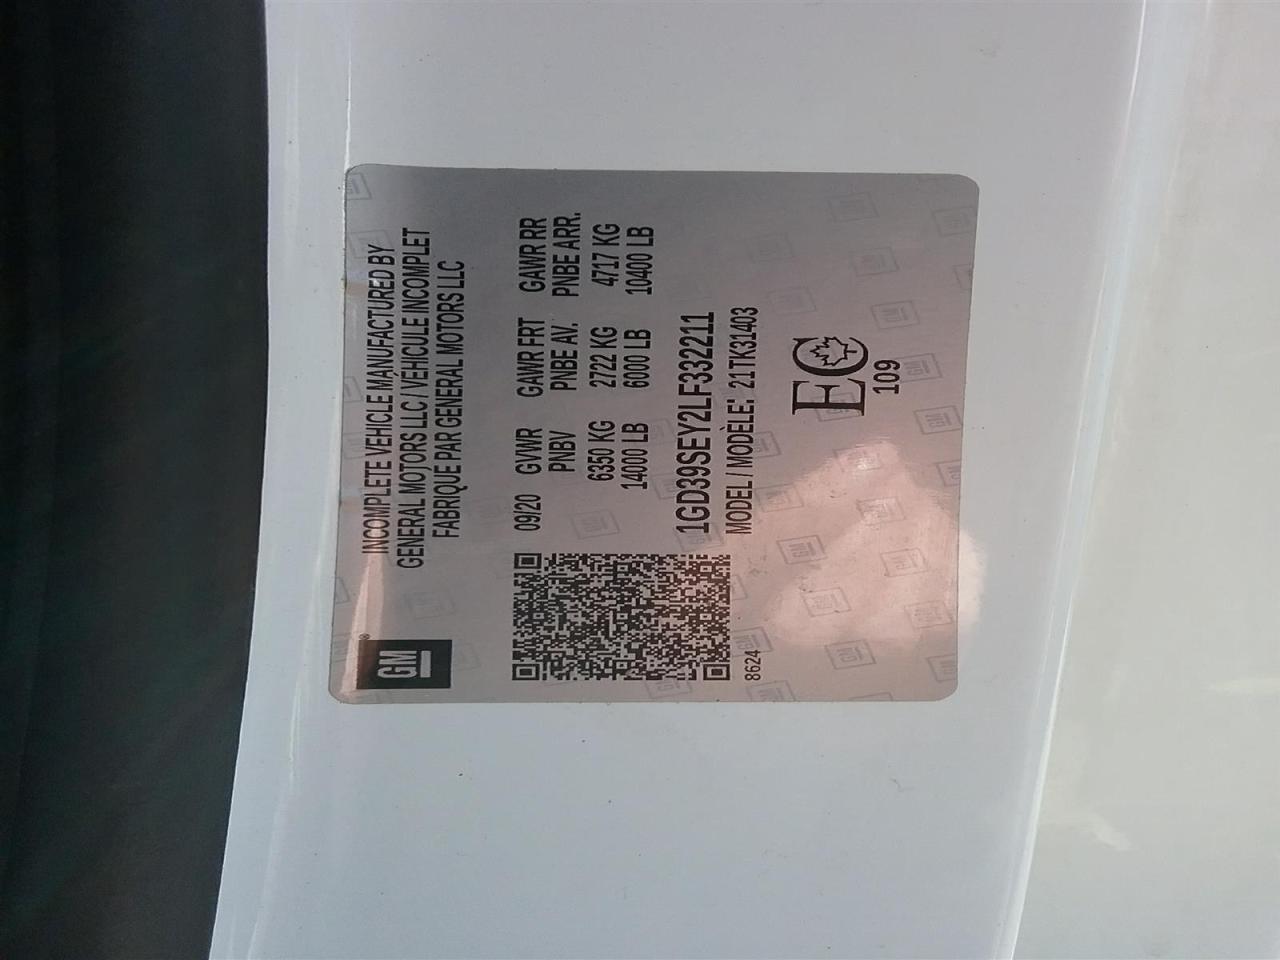 GM
INCOMPLETE VEHICLE MANUFACTURED BY
GENERAL MOTORS LLC / VÉHICULE INCOMPLET
FABRIQUE PAR GENERAL MOTORS LLC
09/20 GVWR GAWR FRT GAWR RR
PNBV PNBE AV. PNBE ARR.
6350 KG 2722 KG 4717 KG
14000 LB 6000 LB 10400 LB
1GD39SEY2LF332211
MODEL / MODÈLE: 21TK31403
8624
EC
109